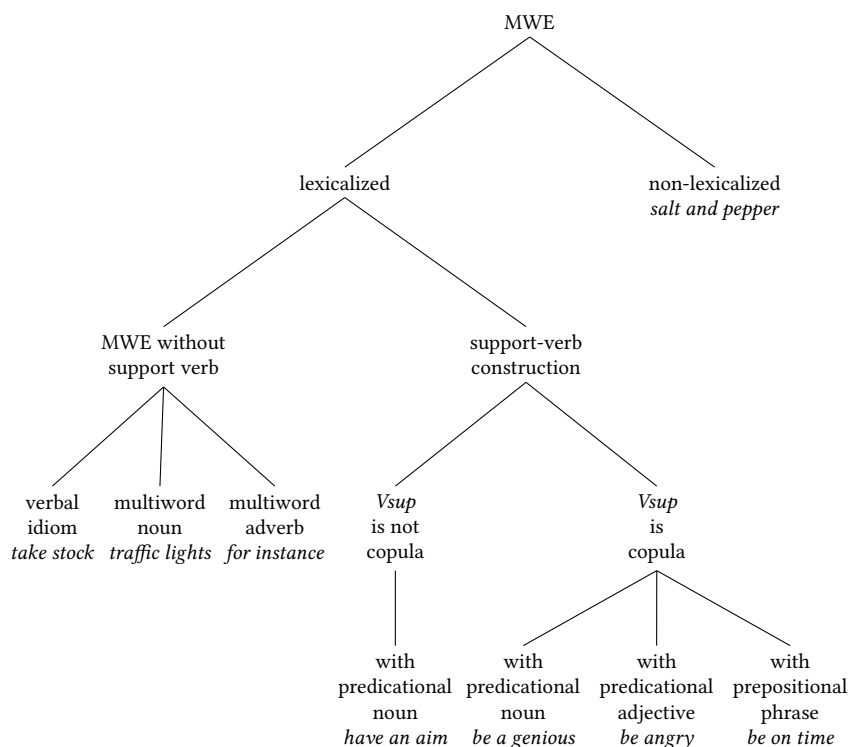 MWE
lexicalized
non-lexicalized
salt and pepper
MWE without
support verb
support-verb
construction
verbal
idiom
take stock
multiword
noun
traffic lights
multiword
adverb
for instance
Vsup
is not
copula
Vsup
is
copula
with
predicational
noun
have an aim
with
predicational
noun
be a genious
with
predicational
adjective
be angry
with
prepositional
phrase
be on time